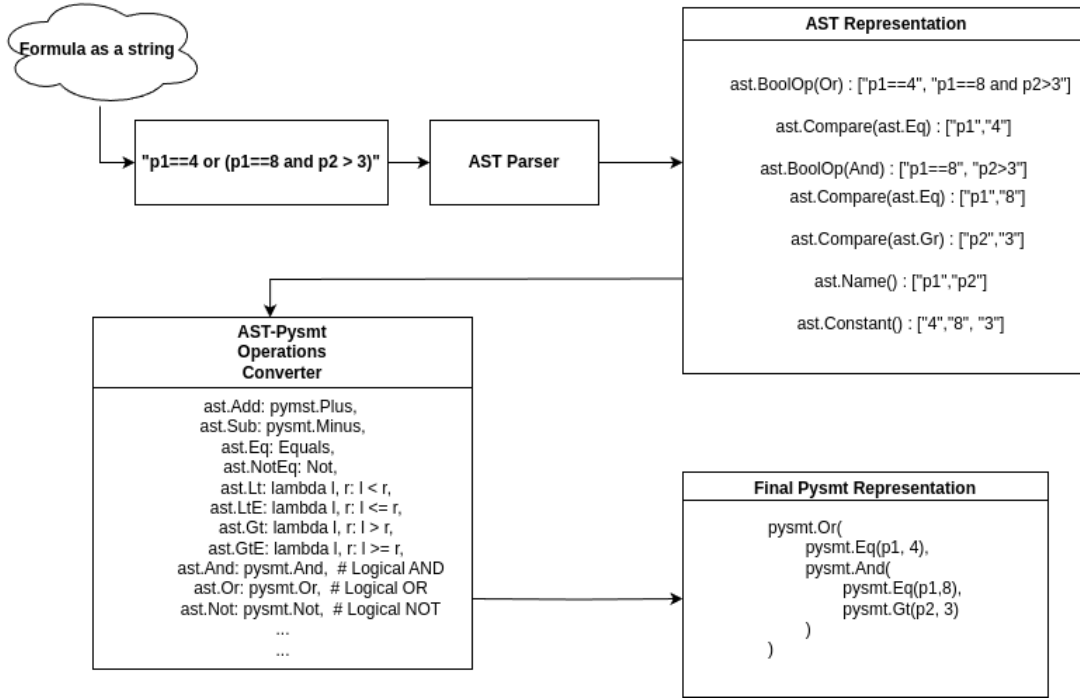 Formula as a string
"p1==4 or (p1==8 and p2 > 3)"
AST Parser
AST Representation
ast.BoolOp(Or) : ["p1==4", "p1==8 and p2>3"]
ast.Compare(ast.Eq) : ["p1","4"]
ast.BoolOp(And) : ["p1==8", "p2>3"]
ast.Compare(ast.Eq) : ["p1","8"]
ast.Compare(ast.Gr) : ["p2","3"]
ast.Name() : ["p1","p2"]
ast.Constant() : ["4","8", "3"]
AST-Pysmt
Operations
Converter
ast.Add: pymst.Plus,
ast.Sub: pysmt.Minus,
ast.Eq: Equals,
ast.NotEq: Not,
ast.Lt: lambda l, r: l < r,
ast.LtE: lambda l, r: l <= r,
ast.Gt: lambda l, r: l > r,
ast.GtE: lambda l, r: l >= r,
ast.And: pysmt.And,  # Logical AND
ast.Or: pysmt.Or,  # Logical OR
ast.Not: pysmt.Not,  # Logical NOT
...
...
Final Pysmt Representation
pysmt.Or(
pysmt.Eq(p1, 4),
pysmt.And(
pysmt.Eq(p1,8),
pysmt.Gt(p2, 3)
)
)